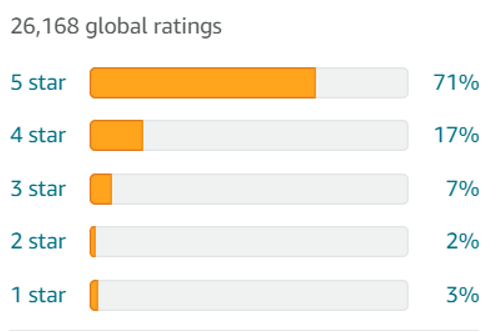 26,168 global ratings
5 star 71%
4 star 17%
3 star 7%
2 star 2%
1 star 3%